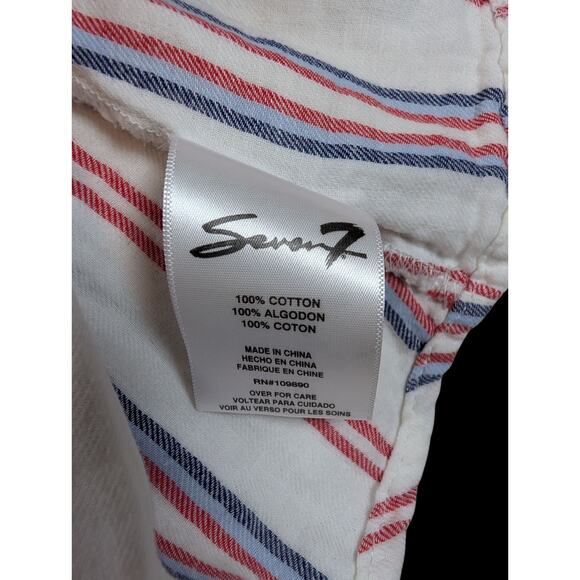 Seven7
100% COTTON
100% ALGODON
100% COTON
MADE IN CHINA
HECHO EN CHINA
FABRIQUE EN CHINE
RN#109890
OVER FOR CARE
VOLTEAR PARA CUIDADO
VOIR AU VERSO POUR LES SOINS